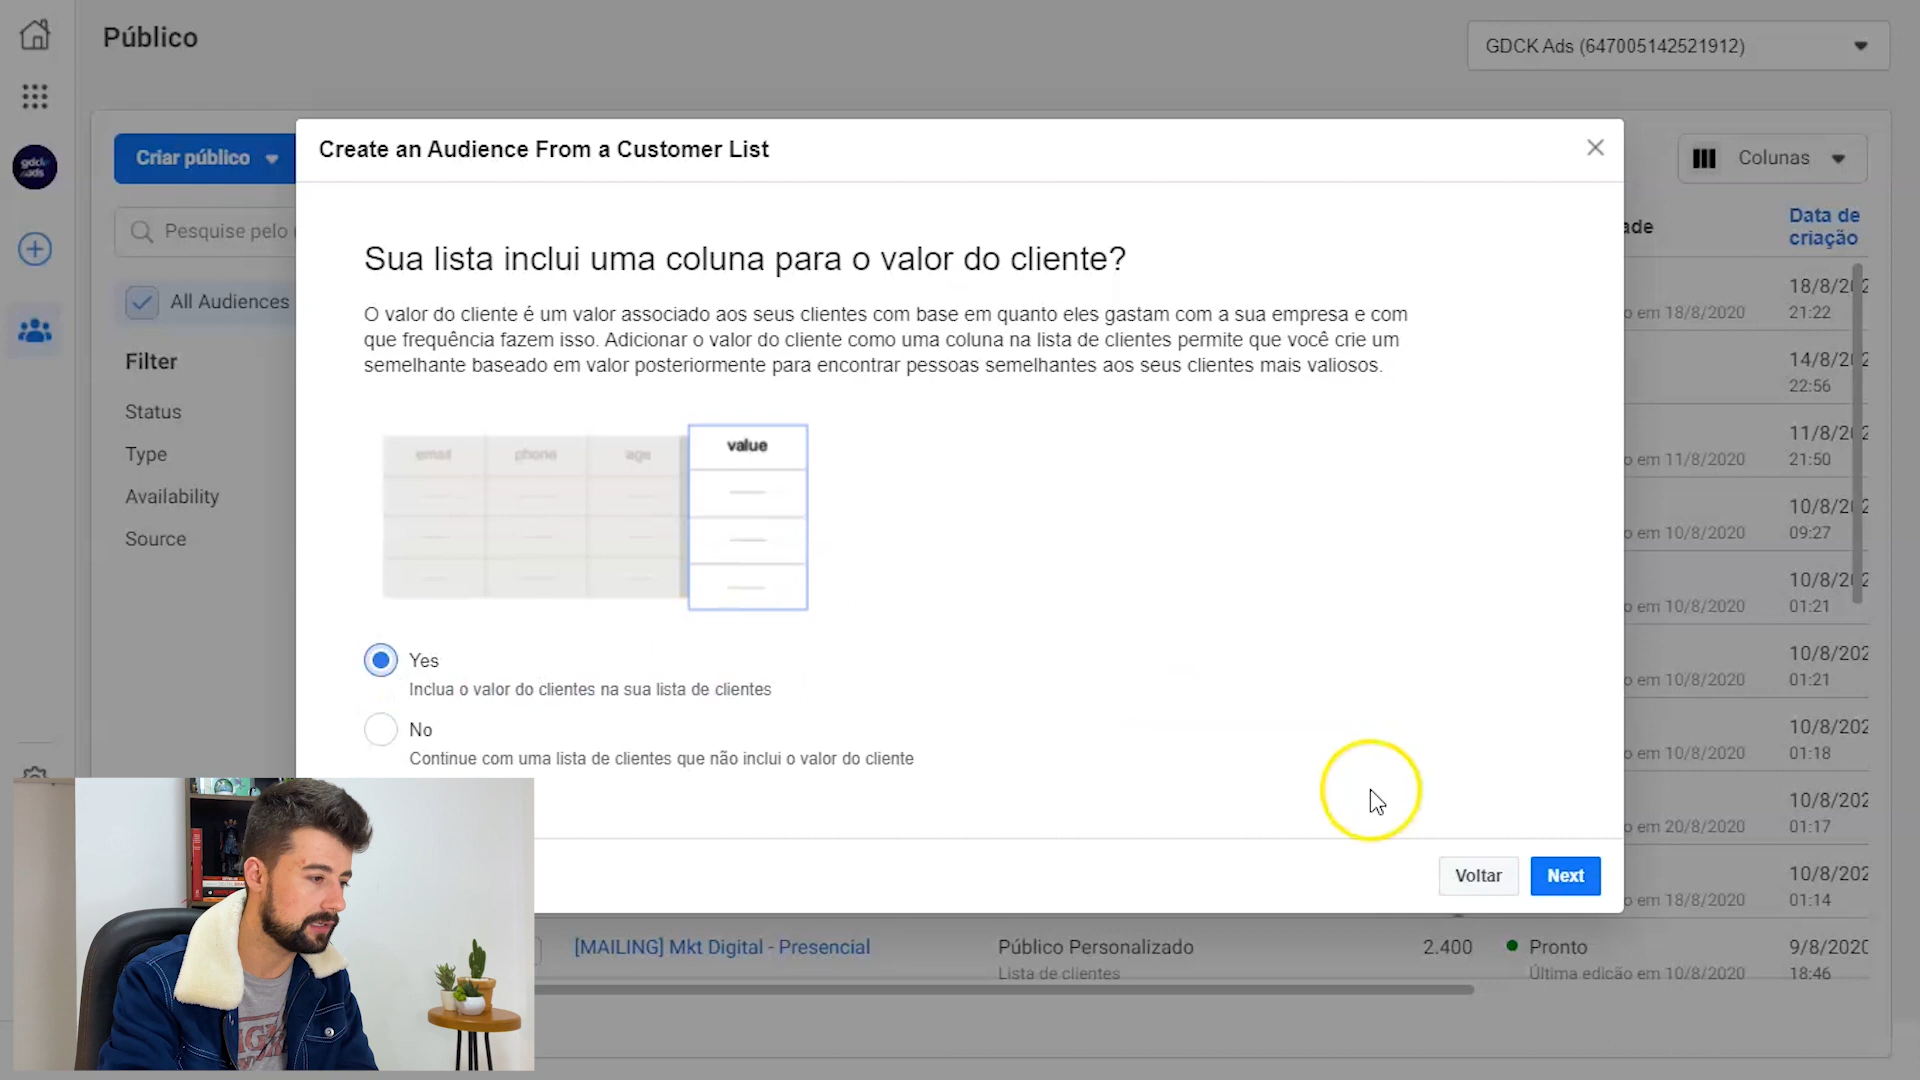 Público
GDCK Ads (647005142521912)
gdck
ads
Criar público
Colunas
Pesquise pelo
All Audiences
Filter
Status
Type
Availability
Source
Create an Audience From a Customer List
Sua lista inclui uma coluna para o valor do cliente?
O valor do cliente é um valor associado aos seus clientes com base em quanto eles gastam com a sua empresa e com
que frequência fazem isso. Adicionar o valor do cliente como uma coluna na lista de clientes permite que você crie um
semelhante baseado em valor posteriormente para encontrar pessoas semelhantes aos seus clientes mais valiosos.
email phone age value
Yes
Inclua o valor do clientes na sua lista de clientes
No
Continue com uma lista de clientes que não inclui o valor do cliente
Voltar Next
ade
Data de
criação
18/8/202
o em 18/8/2020 21:22
14/8/202
22:56
11/8/202
o em 11/8/2020 21:50
10/8/202
o em 10/8/2020 09:27
10/8/202
o em 10/8/2020 01:21
10/8/202
o em 10/8/2020 01:21
10/8/202
o em 10/8/2020 01:18
10/8/202
o em 20/8/2020 01:17
10/8/202
o em 18/8/2020 01:14
[MAILING] Mkt Digital - Presencial Público Personalizado 2.400 Pronto 9/8/2020
Lista de clientes Última edição em 10/8/2020 18:46